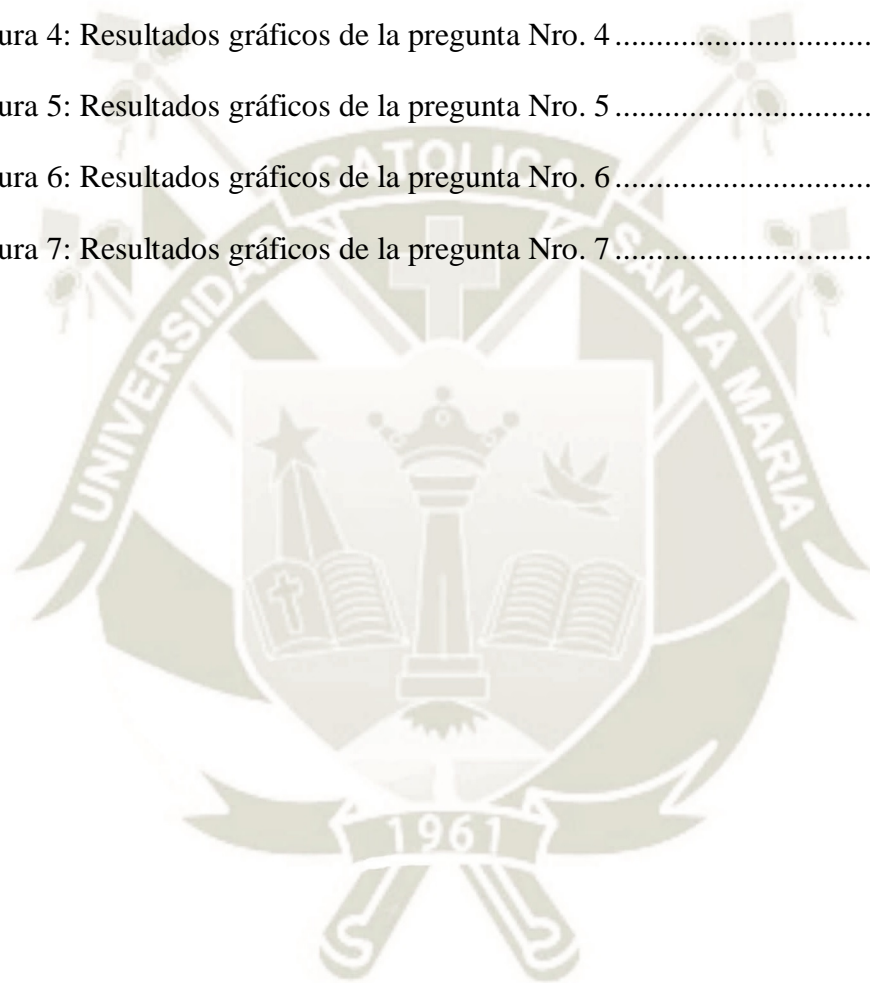 ura 4: Resultados gráficos de la pregunta Nro. 4 ................................
ura 5: Resultados gráficos de la pregunta Nro. 5 ................................
ura 6: Resultados gráficos de la pregunta Nro. 6 ................................
ura 7: Resultados gráficos de la pregunta Nro. 7 ................................
UNIVERSIDAD CATOLICA SANTA MARIA
1961